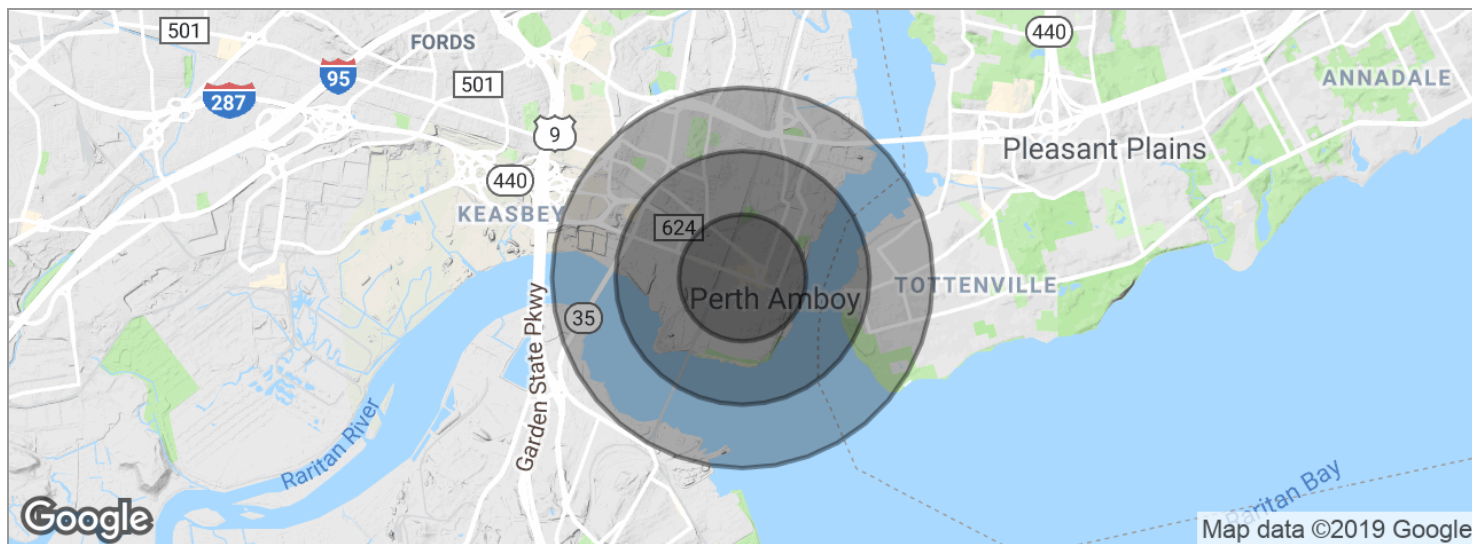 501
440
FORDS
95
ANNADALE
501
287
9
Pleasant Plains
440
KEASBEY
624
TOTTENVILLE
Perth Amboy
35
Garden State Pkwy
Raritan River
Raritan Bay
Google
Map data ©2019 Google